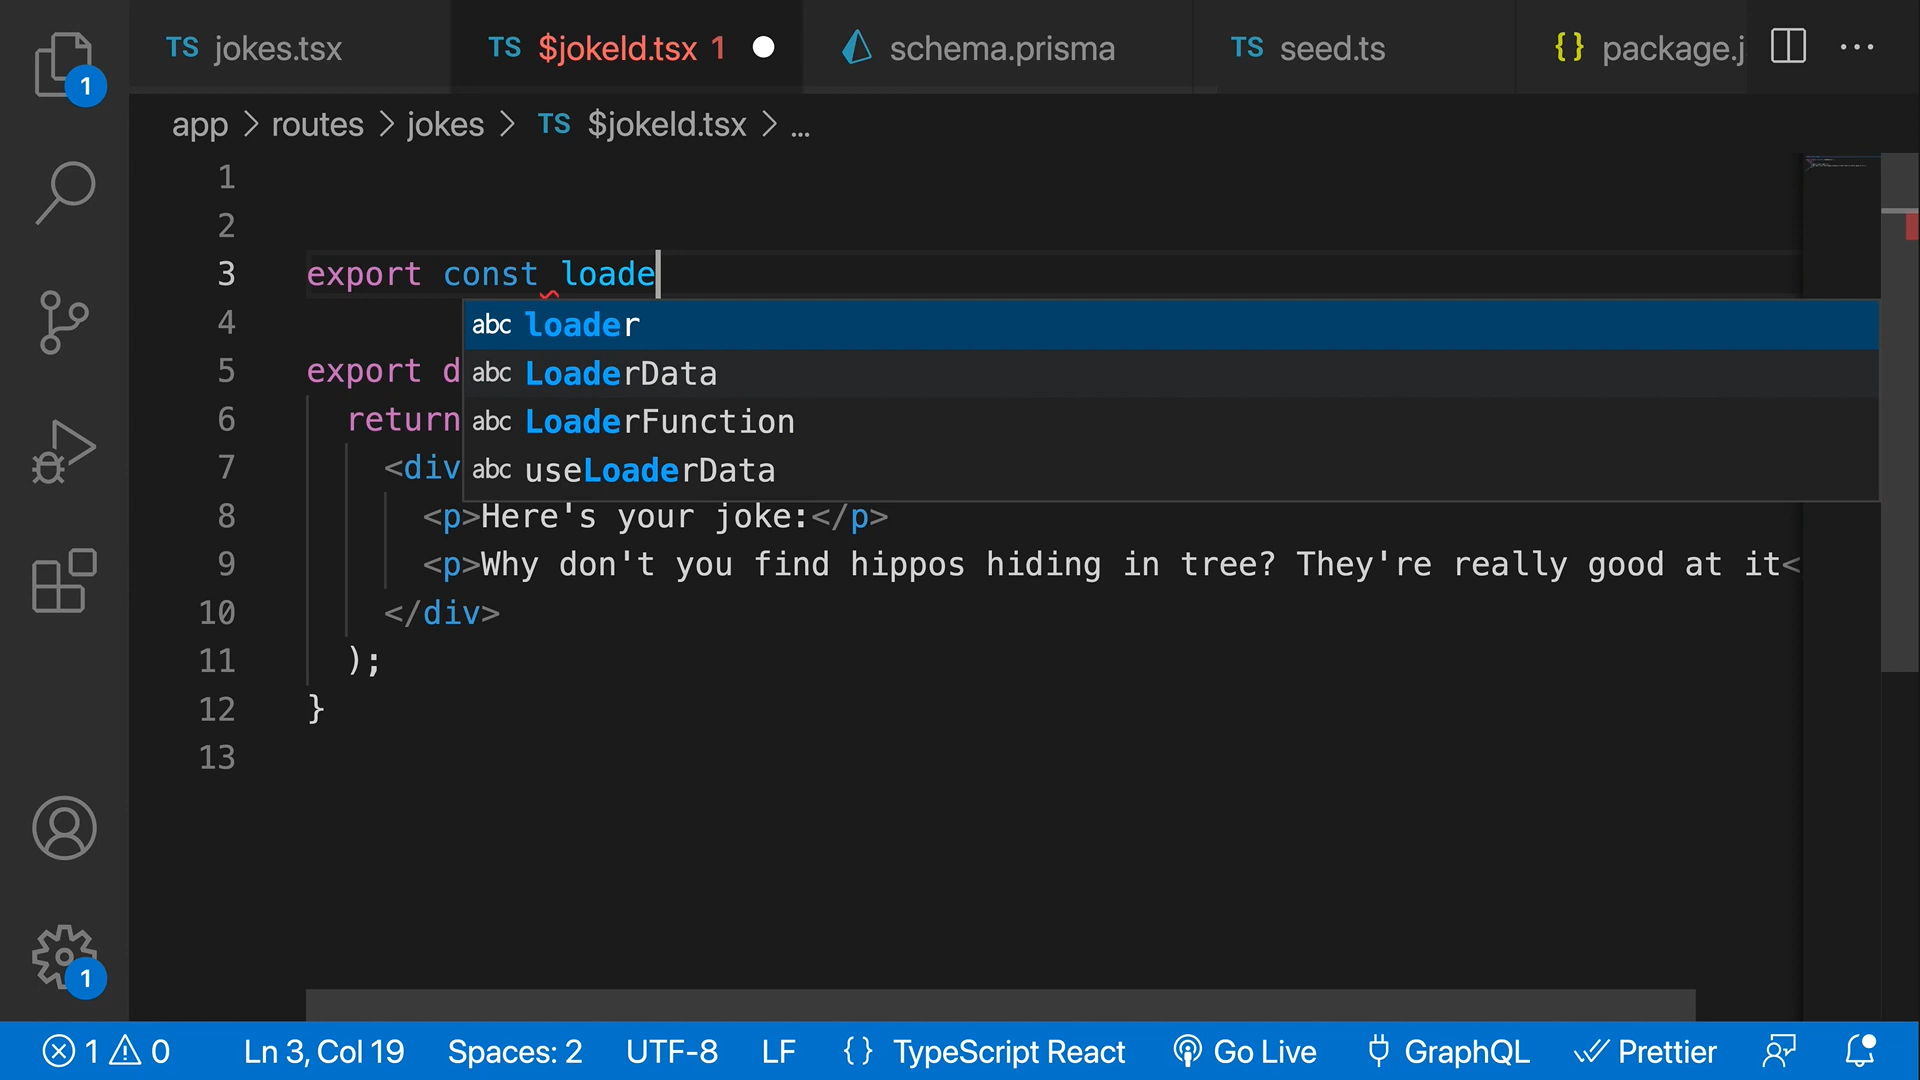 1
TS jokes.tsx
TS $jokeId.tsx 1
schema.prisma
TS seed.ts
{} package.j
app > routes > jokes > TS $jokeId.tsx > ...
1
2
3 export const loade
4
abc loader
5 export d
abc LoaderData
6 return
abc LoaderFunction
7 <div
abc useLoaderData
8 <p>Here's your joke:</p>
9 <p>Why don't you find hippos hiding in tree? They're really good at it<
10 </div>
11 );
12 }
13
1
1 0 Ln 3, Col 19 Spaces: 2 UTF-8 LF {} TypeScript React Go Live GraphQL Prettier